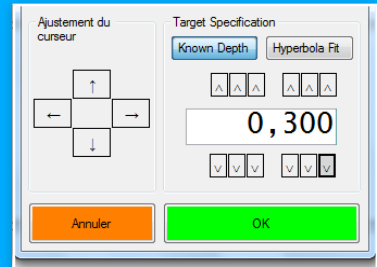 Ajustement du
curseur
Target Specification
Known Depth
Hyperbola Fit
↑
← →
↓
^ ^ ^ ^ ^ ^
0,300
v v v v v v
Annuler
OK